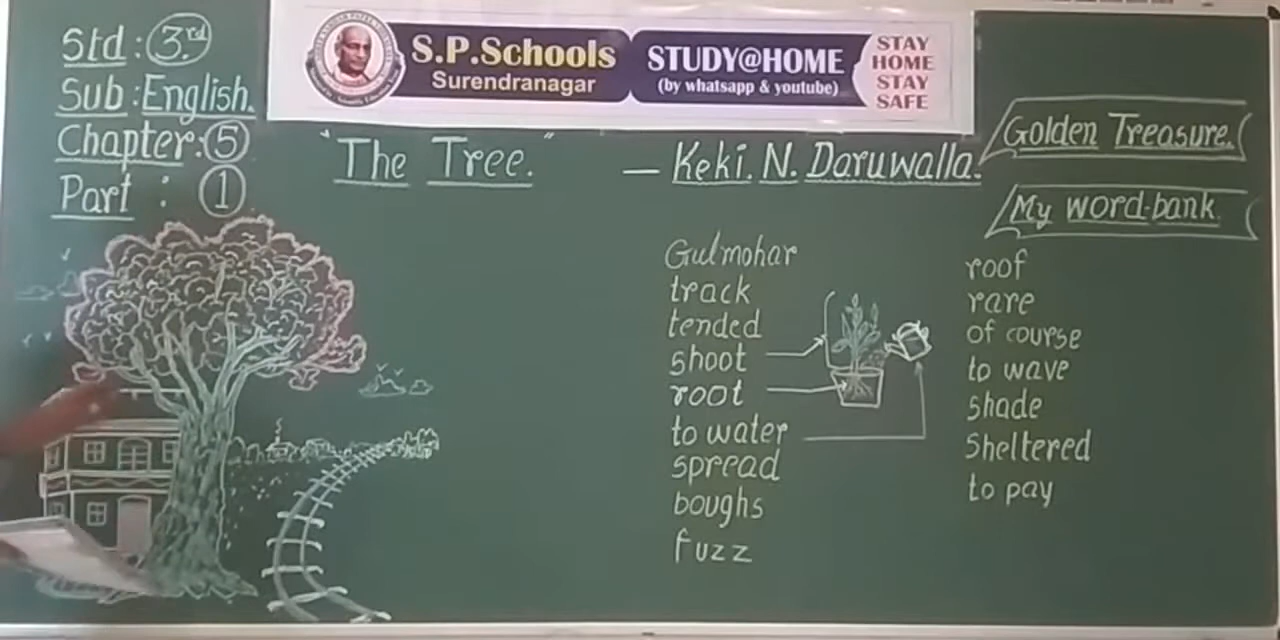 Std : 3rd
Sub : English.
Chapter : 5
Part : 1
S.P.Schools
Surendranagar
STUDY@HOME
(by whatsapp & youtube)
STAY
HOME
STAY
SAFE
"The Tree." — Keki. N. Daruwalla.
Golden Treasure.
My word-bank.
Gulmohar
track
tended
shoot
root
to water
spread
boughs
fuzz
roof
rare
of course
to wave
shade
Sheltered
to pay